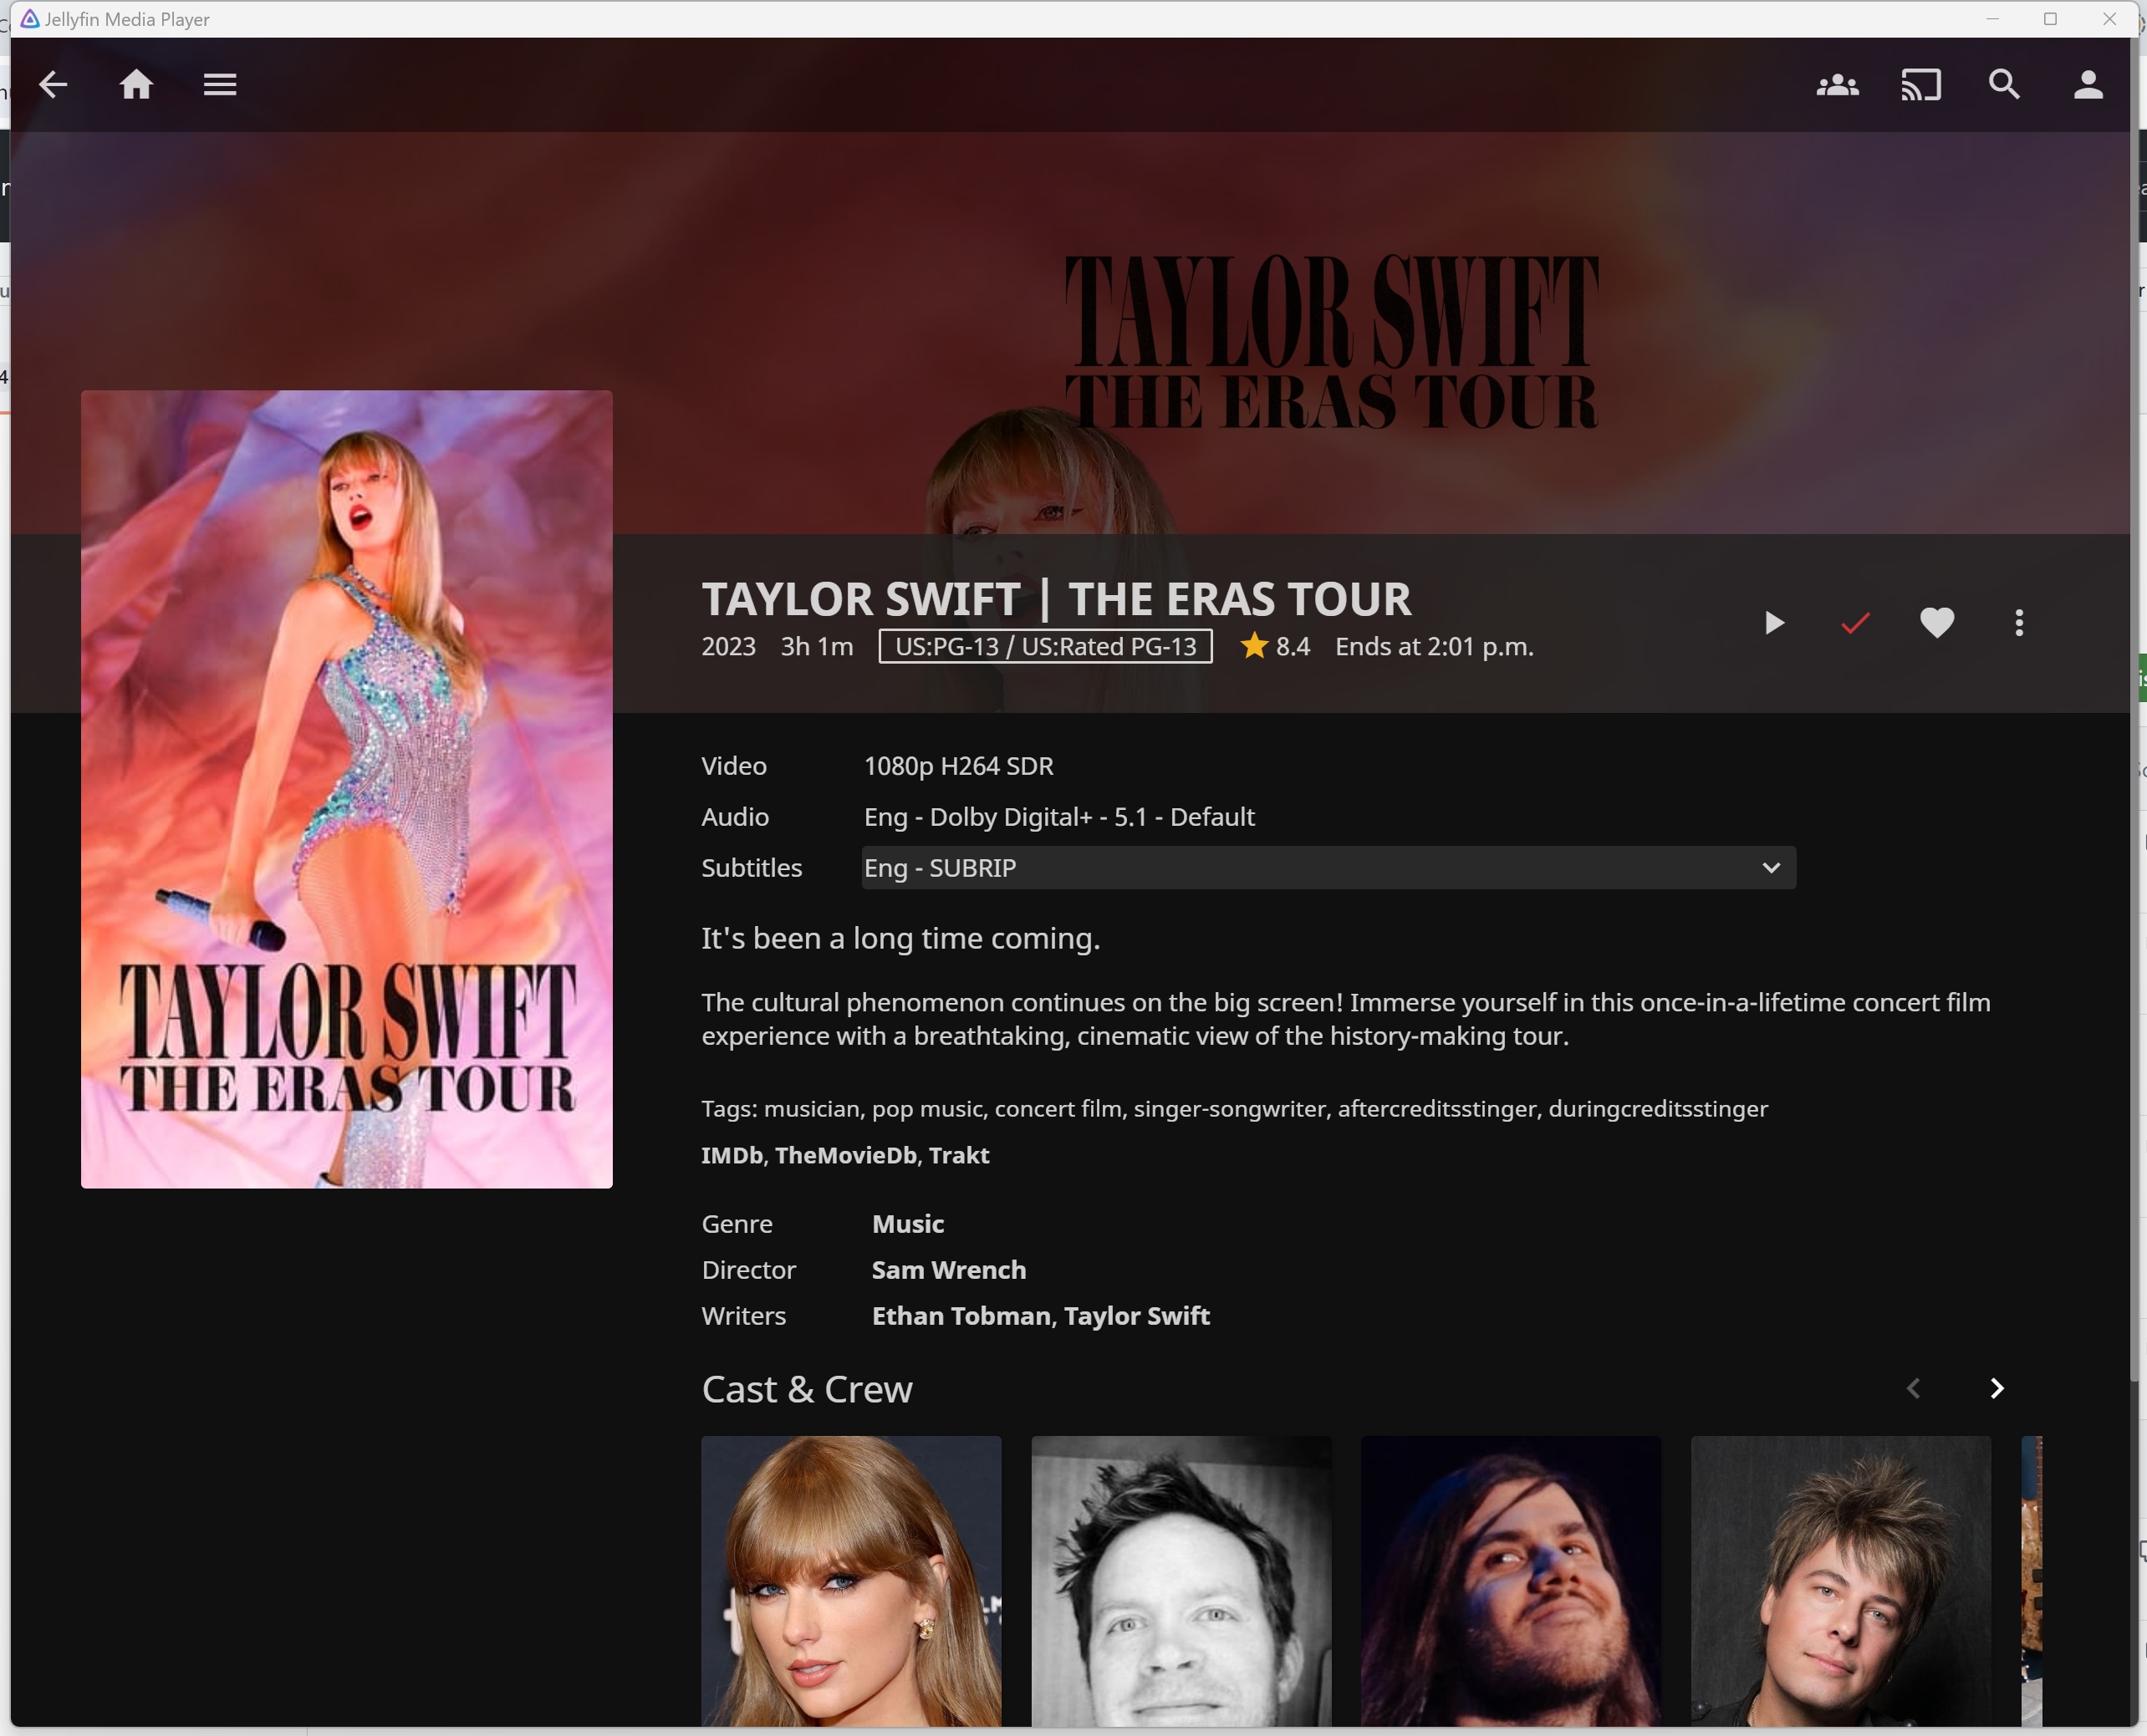 Jellyfin Media Player
TAYLOR SWIFT
THE ERAS TOUR
TAYLOR SWIFT
THE ERAS TOUR
TAYLOR SWIFT | THE ERAS TOUR
2023 3h 1m US:PG-13 / US:Rated PG-13 8.4 Ends at 2:01 p.m.
Video 1080p H264 SDR
Audio Eng - Dolby Digital+ - 5.1 - Default
Subtitles Eng - SUBRIP
It's been a long time coming.
The cultural phenomenon continues on the big screen! Immerse yourself in this once-in-a-lifetime concert film
experience with a breathtaking, cinematic view of the history-making tour.
Tags: musician, pop music, concert film, singer-songwriter, aftercreditsstinger, duringcreditsstinger
IMDb, TheMovieDb, Trakt
Genre Music
Director Sam Wrench
Writers Ethan Tobman, Taylor Swift
Cast & Crew